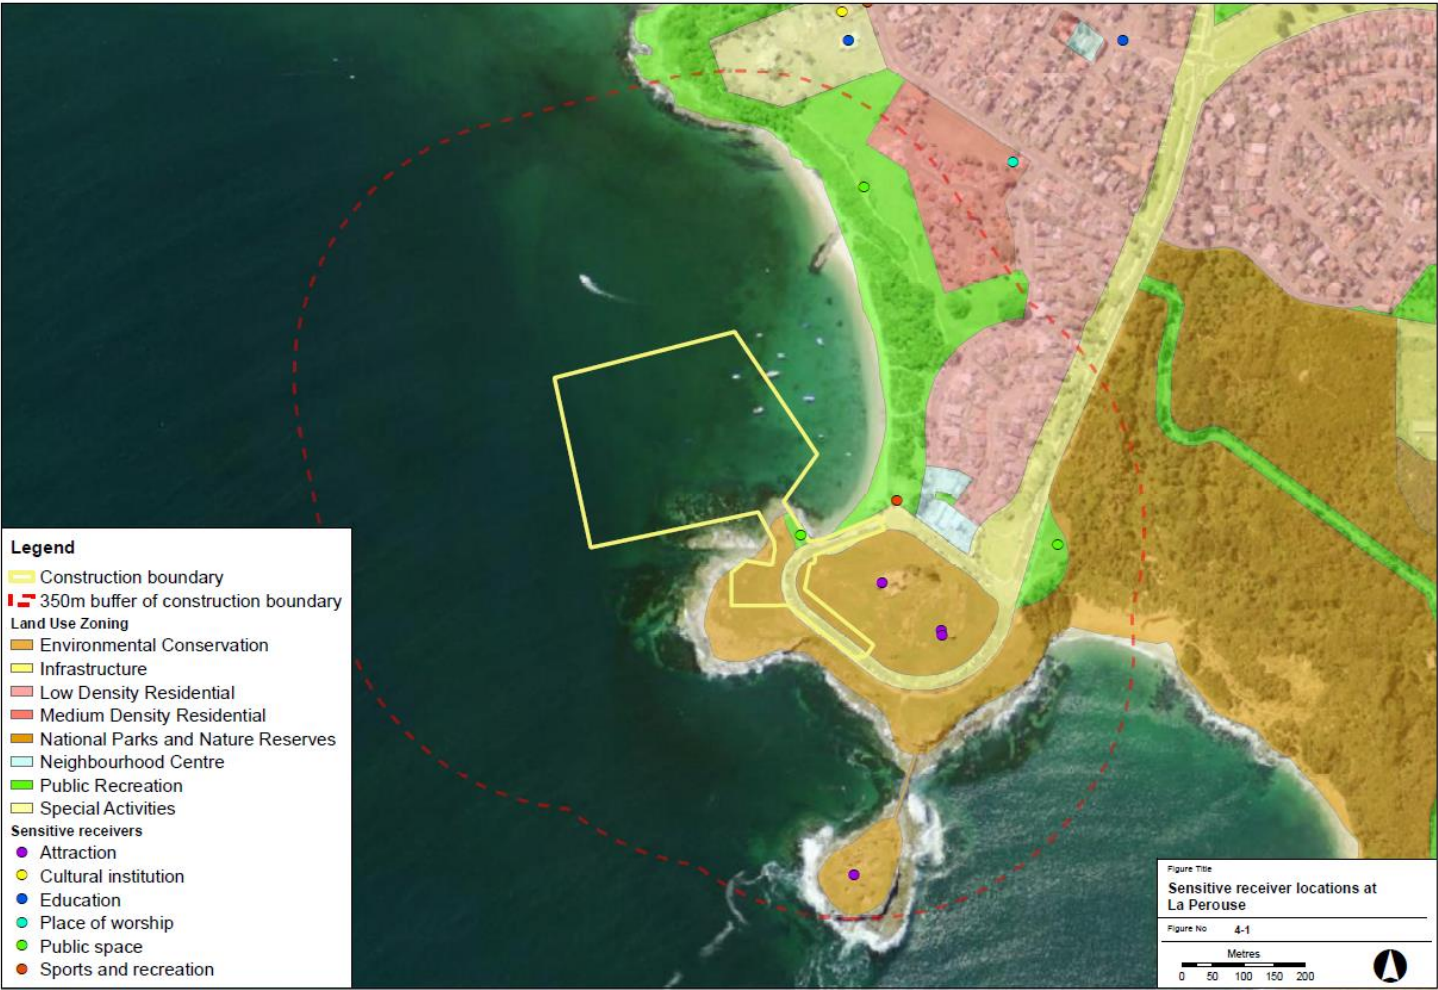 Legend
Construction boundary
350m buffer of construction boundary
Land Use Zoning
Environmental Conservation
Infrastructure
Low Density Residential
Medium Density Residential
National Parks and Nature Reserves
Neighbourhood Centre
Public Recreation
Special Activities
Sensitive receivers
Attraction
Cultural institution
Education
Place of worship
Public space
Sports and recreation
Figure Title
Sensitive receiver locations at
La Perouse
Figure No 4-1
Metres
0 50 100 150 200